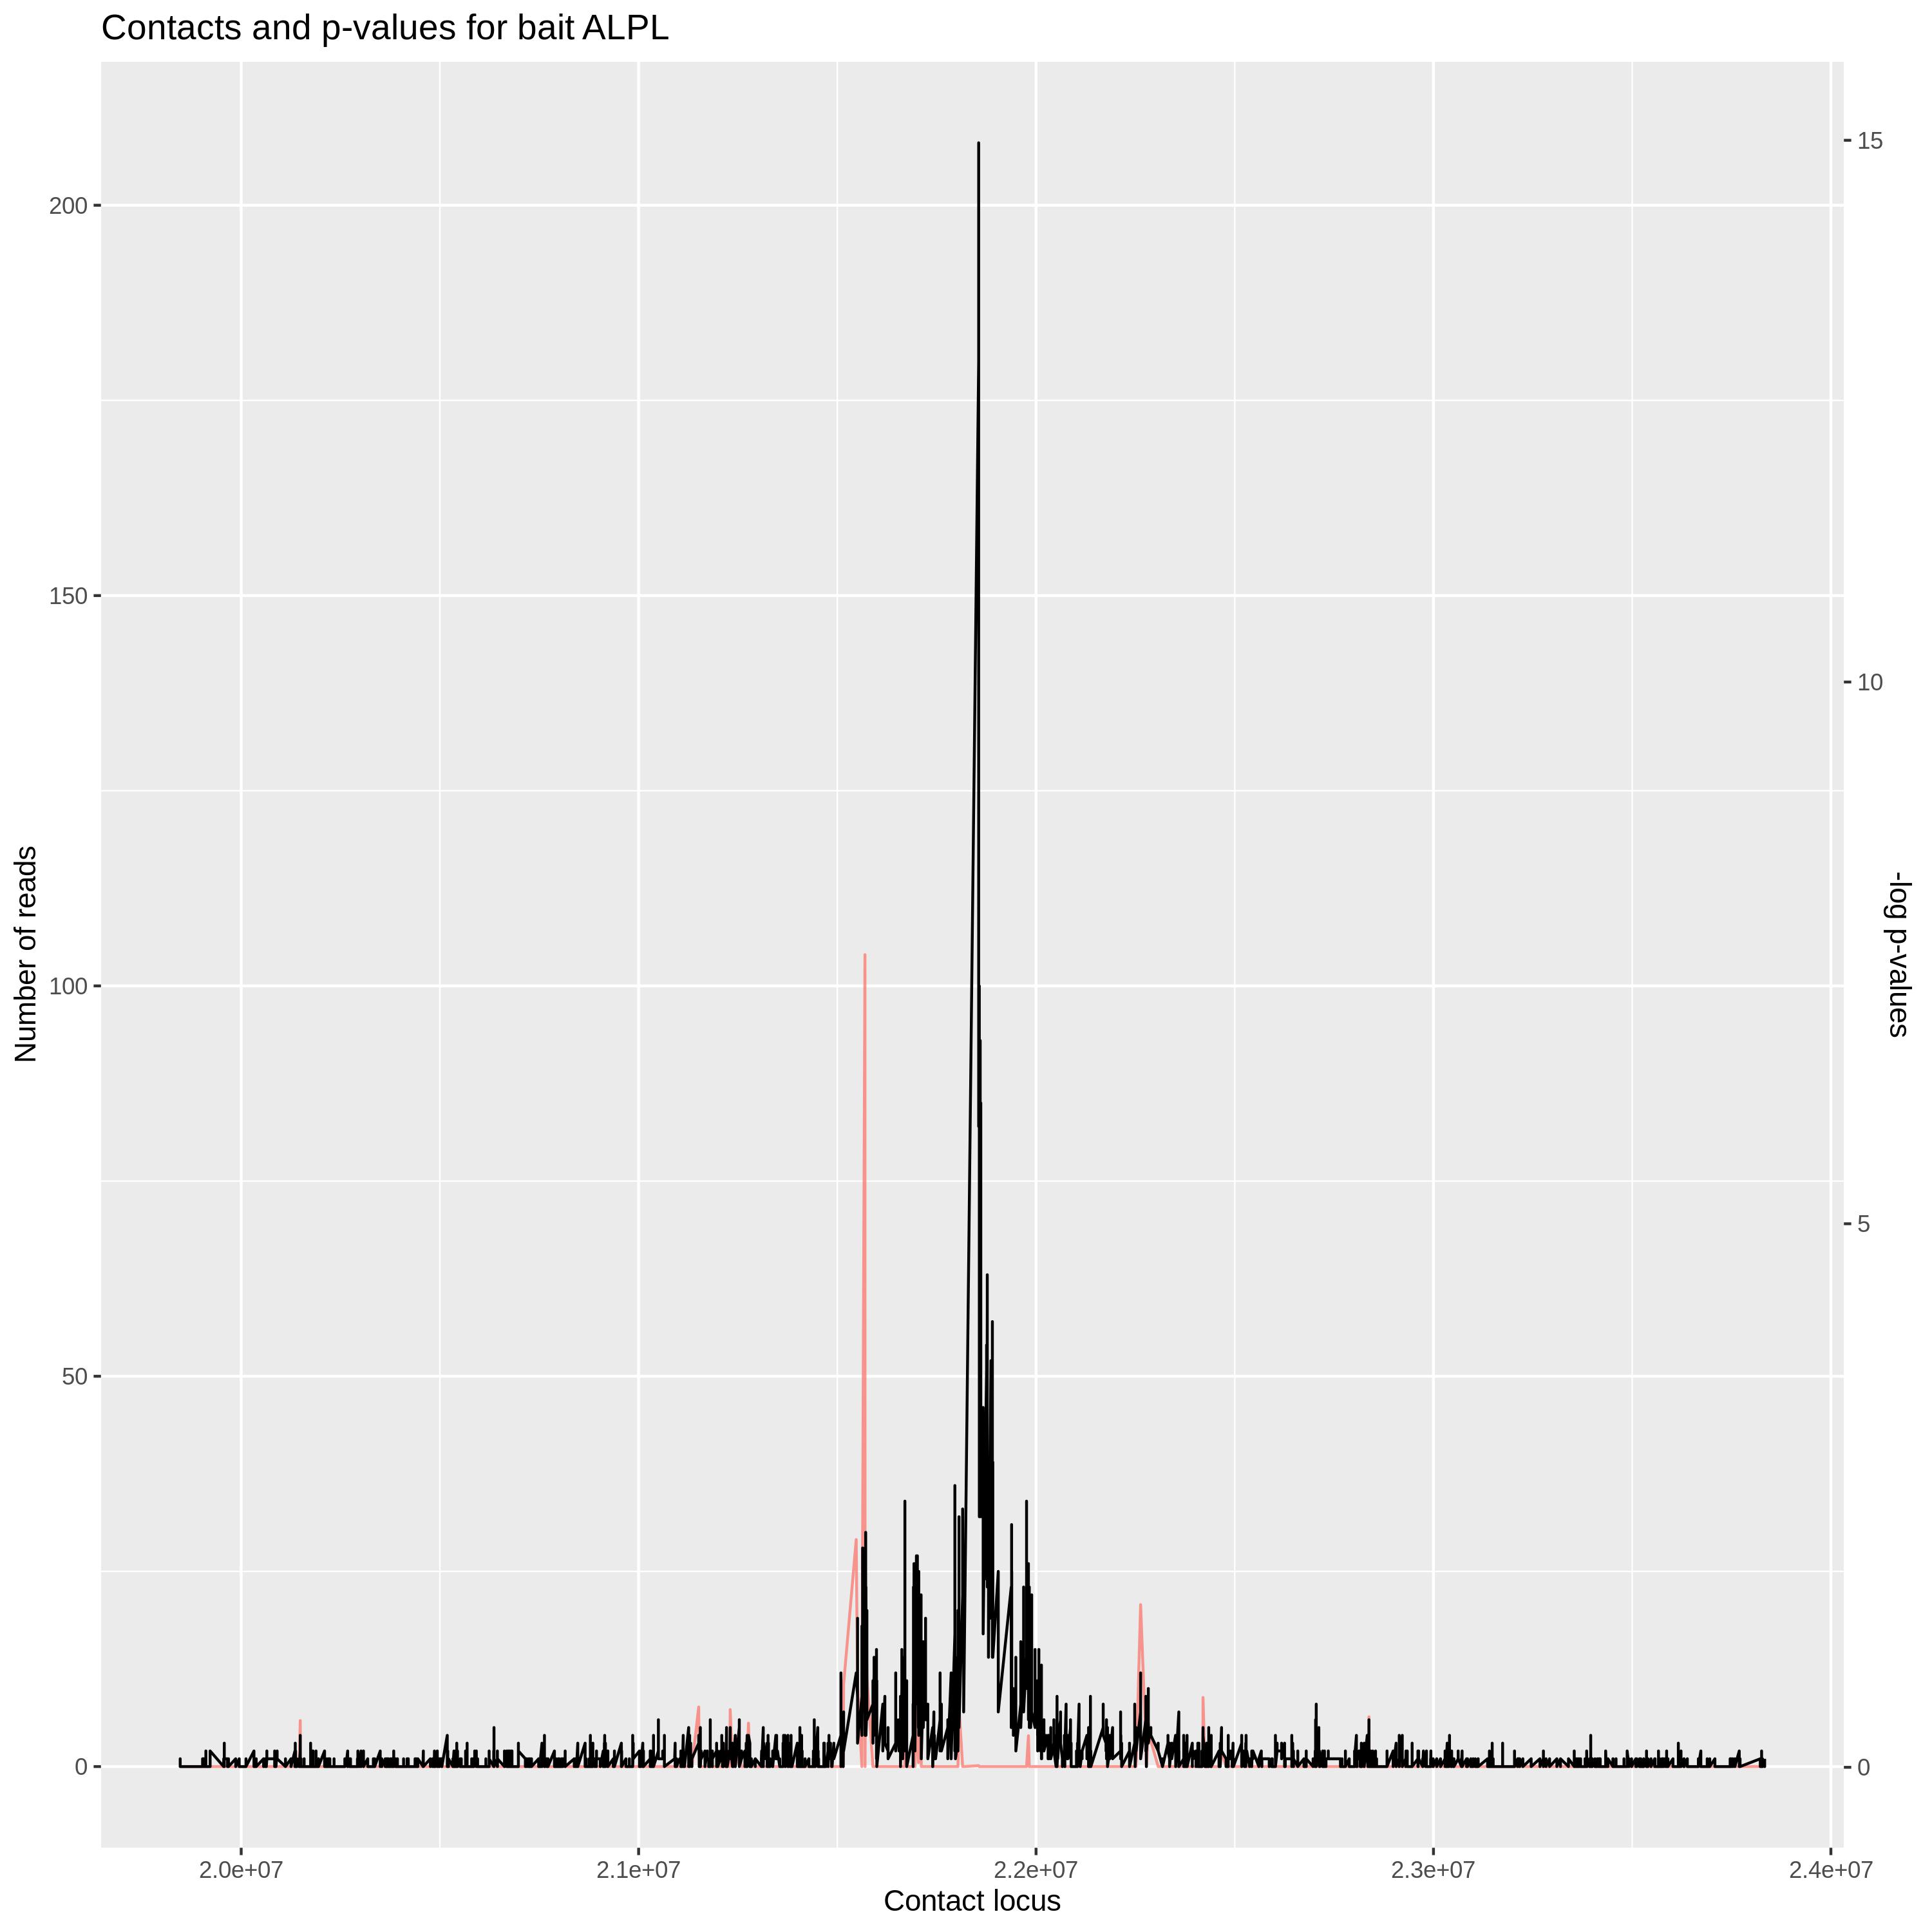 Contacts and p-values for bait ALPL
200
150
100
50
0
Number of reads
15
10
5
0
-log p-values
2.0e+07
2.1e+07
2.2e+07
2.3e+07
2.4e+07
Contact locus